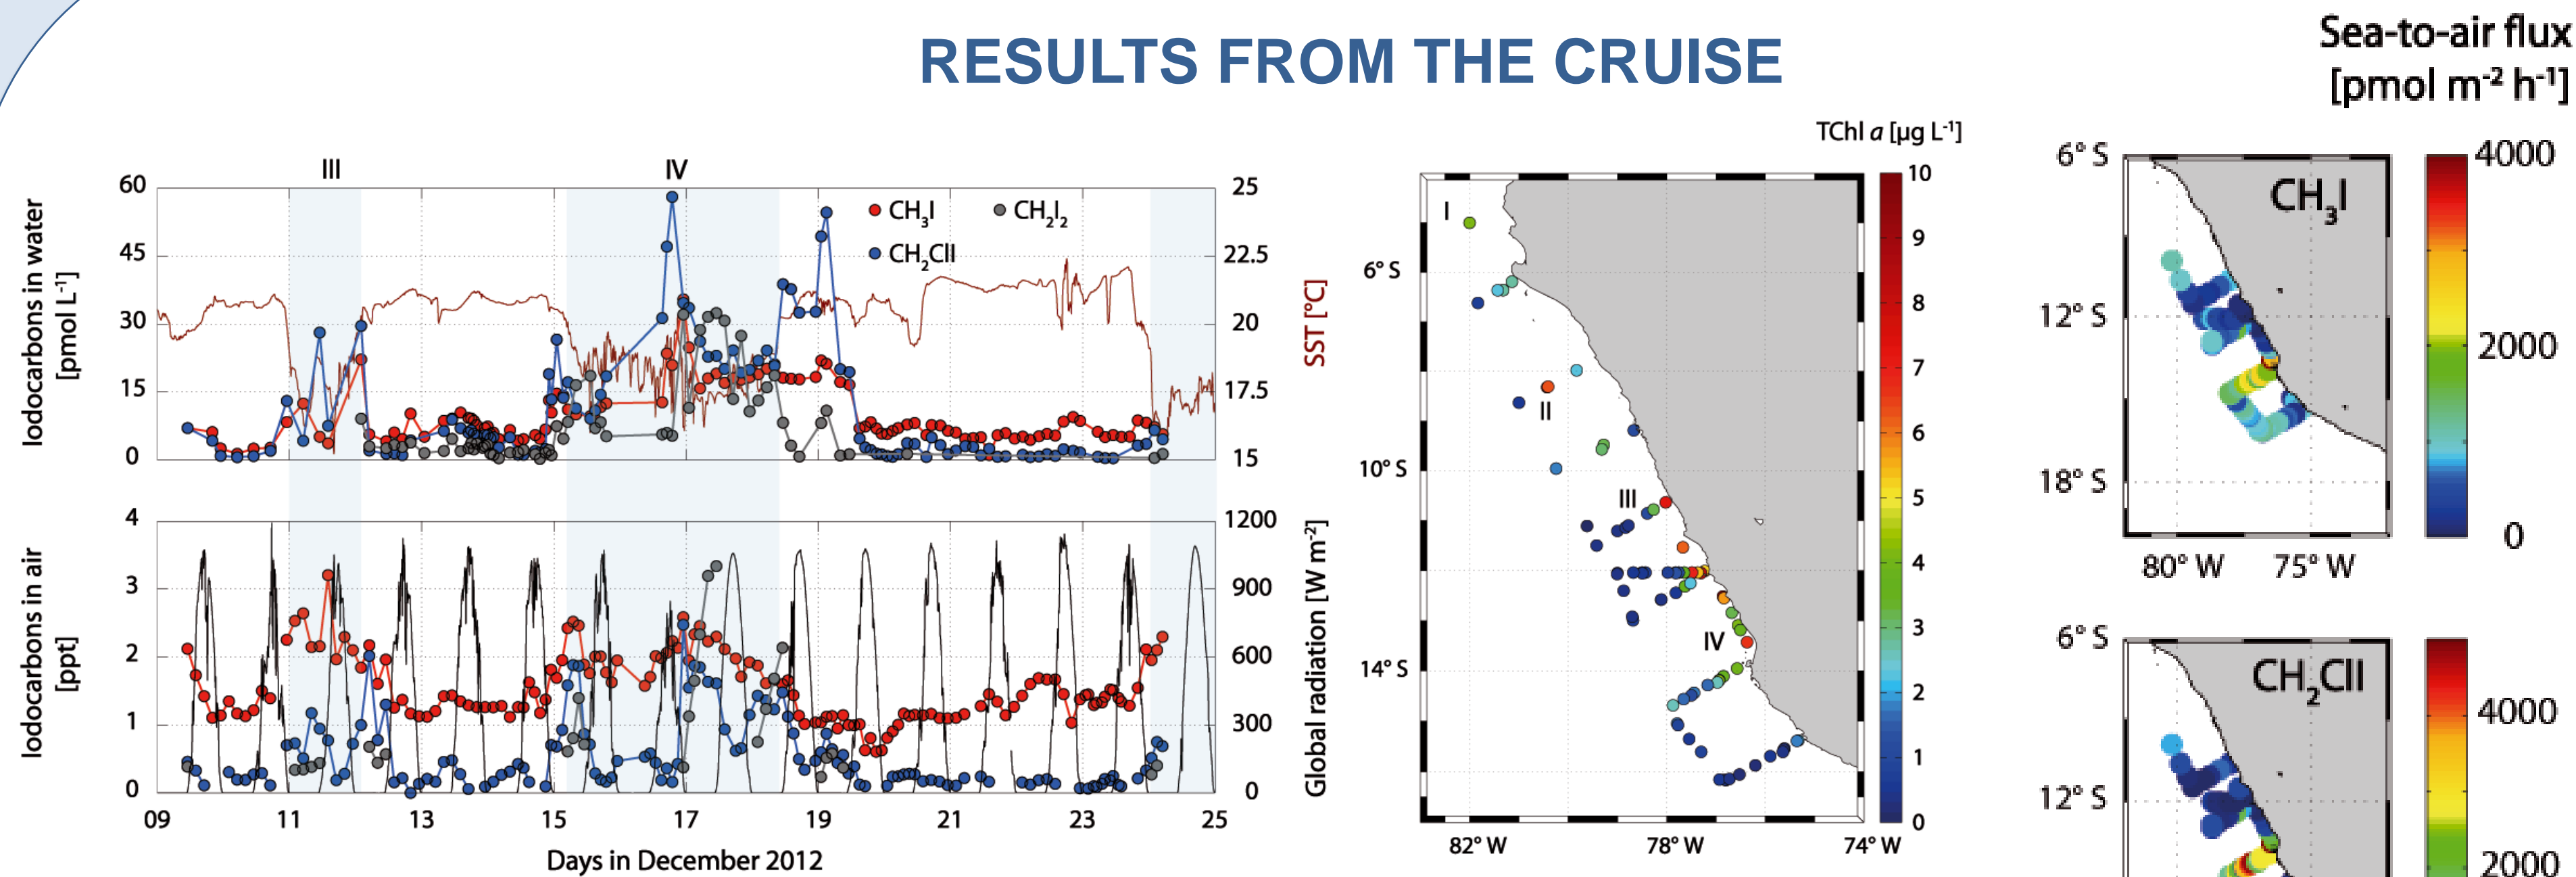 RESULTS FROM THE CRUISE
Sea-to-air flux
[pmol m⁻² h⁻¹]
III
IV
60
45
30
15
0
Iodocarbons in water
[pmol L⁻¹]
CH₃I
CH₂I₂
CH₂ClI
25
22.5
20
17.5
15
SST [°C]
4
3
2
1
0
Iodocarbons in air
[ppt]
1200
900
600
300
0
Global radiation [W m⁻²]
09 11 13 15 17 19 21 23 25
Days in December 2012
TChl a [µg L⁻¹]
I
II
III
IV
6° S
10° S
14° S
82° W 78° W 74° W
10
9
8
7
6
5
4
3
2
1
0
6° S
12° S
18° S
80° W 75° W
CH₃I
4000
2000
0
6° S
12° S
CH₂ClI
4000
2000